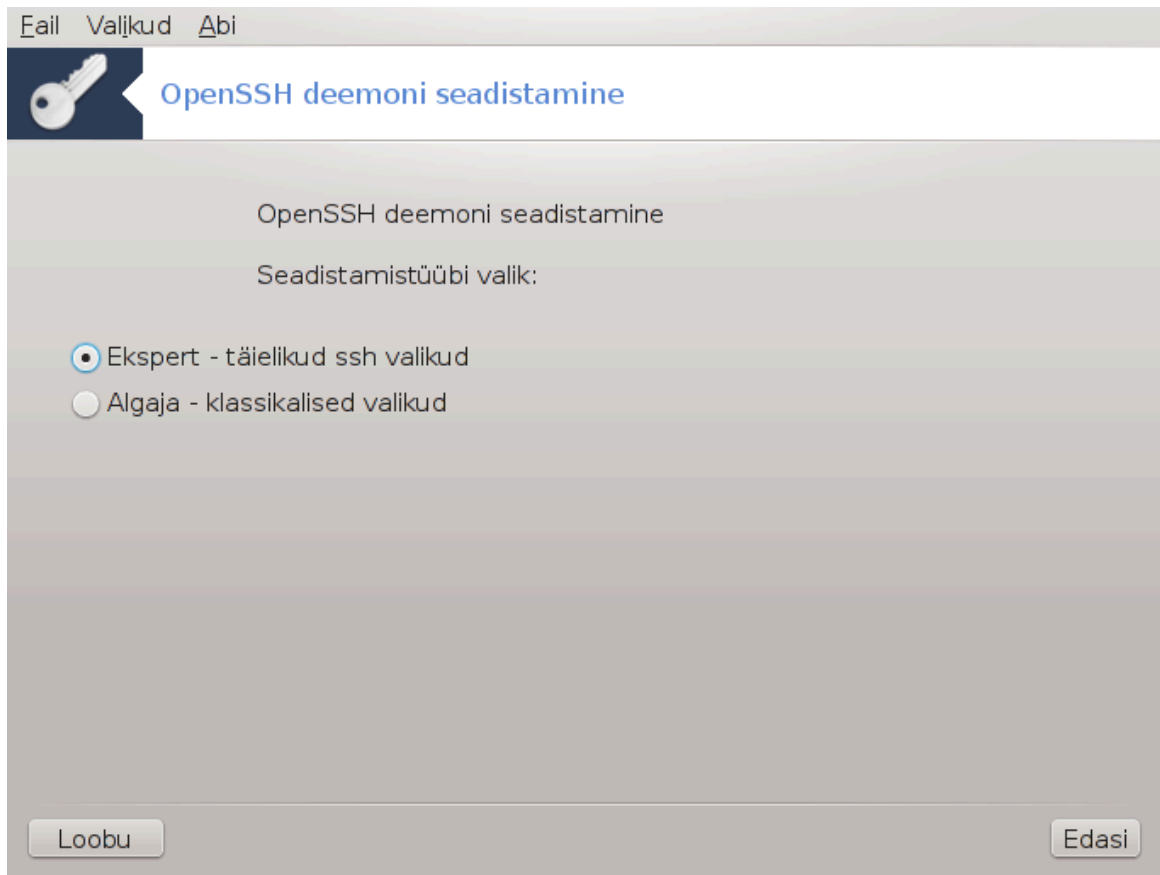 Fail Valikud Abi
OpenSSH deemoni seadistamine
OpenSSH deemoni seadistamine
Seadistamistüübi valik:
Ekspert - täielikud ssh valikud
Algaja - klassikalised valikud
Loobu Edasi